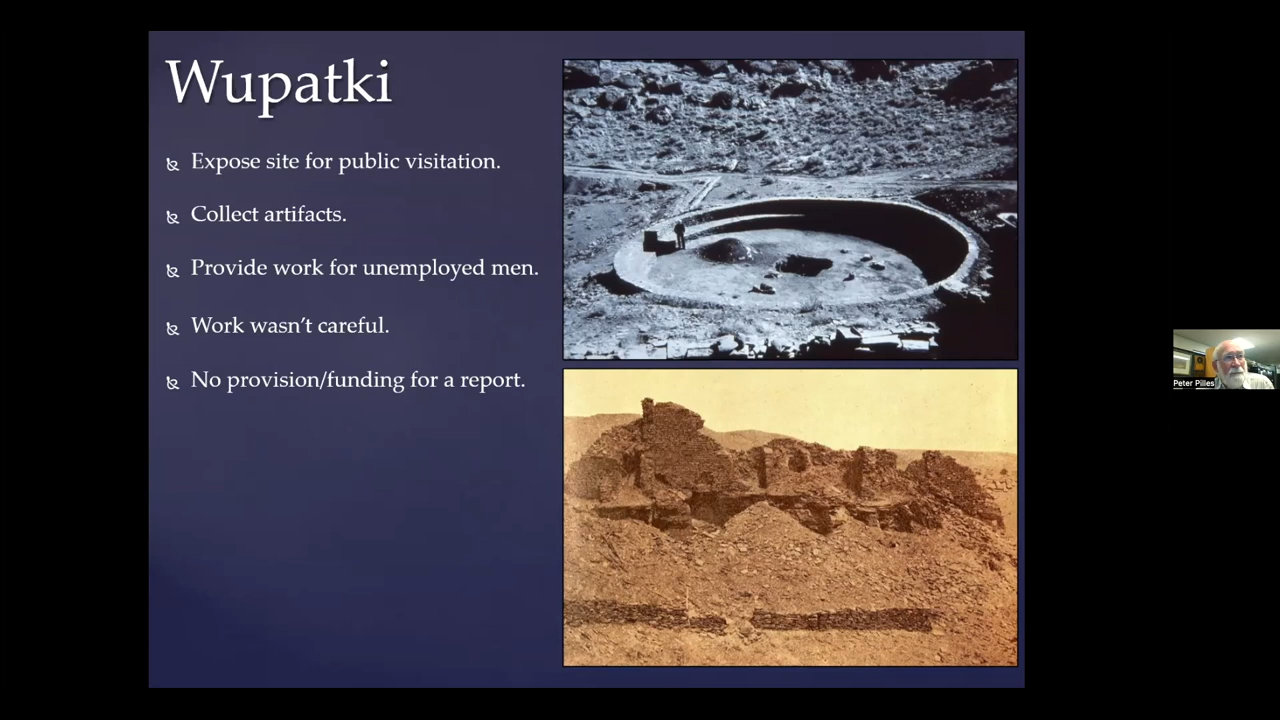 Wupatki
Expose site for public visitation.
Collect artifacts.
Provide work for unemployed men.
Work wasn’t careful.
No provision/funding for a report.
Peter Pilles